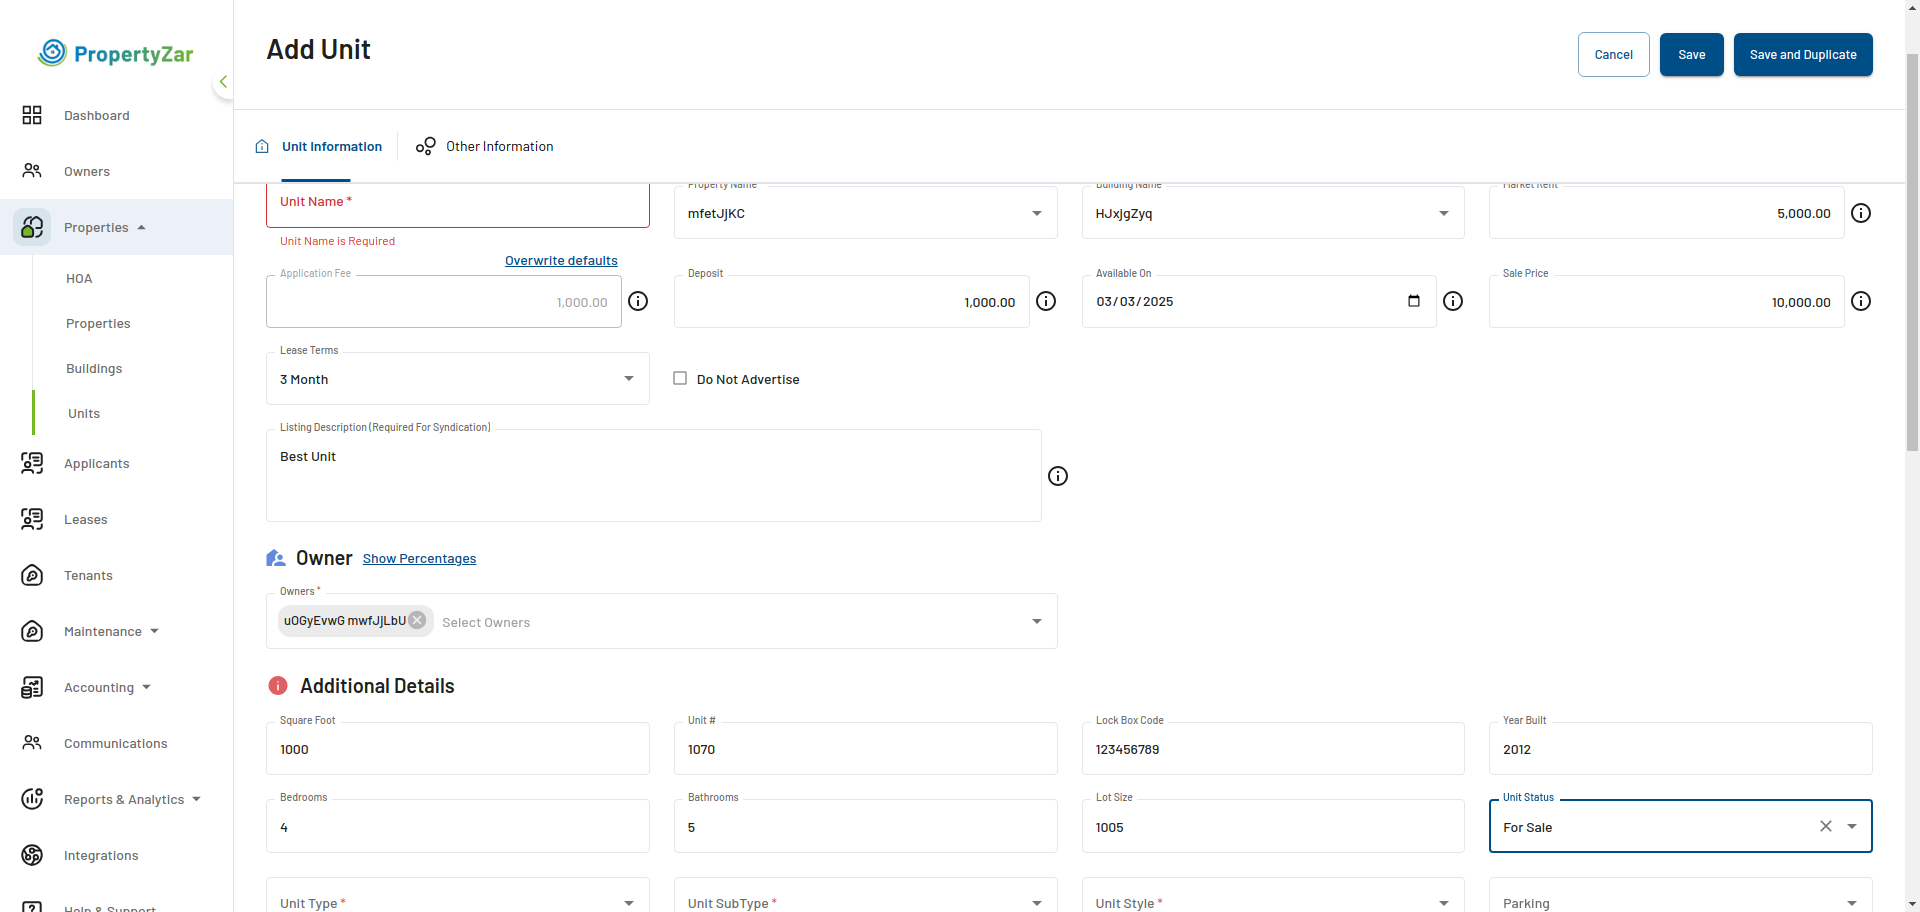 PropertyZar
Add Unit
Cancel
Save
Save and Duplicate
Dashboard
Owners
Properties
HOA
Properties
Buildings
Units
Applicants
Leases
Tenants
Maintenance
Accounting
Communications
Reports & Analytics
Integrations
Help & Support
Unit Information
Other Information
Unit Name *
Unit Name is Required
Property Name
mfetJjKC
Building Name
HJxjgZyq
Market Rent
5,000.00
Overwrite defaults
Application Fee
1,000.00
Deposit
1,000.00
Available On
03/03/2025
Sale Price
10,000.00
Lease Terms
3 Month
Do Not Advertise
Listing Description (Required For Syndication)
Best Unit
Owner
Show Percentages
Owners *
uOGyEvwG mwfJjLbU
Select Owners
Additional Details
Square Foot
1000
Unit #
1070
Lock Box Code
123456789
Year Built
2012
Bedrooms
4
Bathrooms
5
Lot Size
1005
Unit Status
For Sale
Unit Type *
Unit SubType *
Unit Style *
Parking